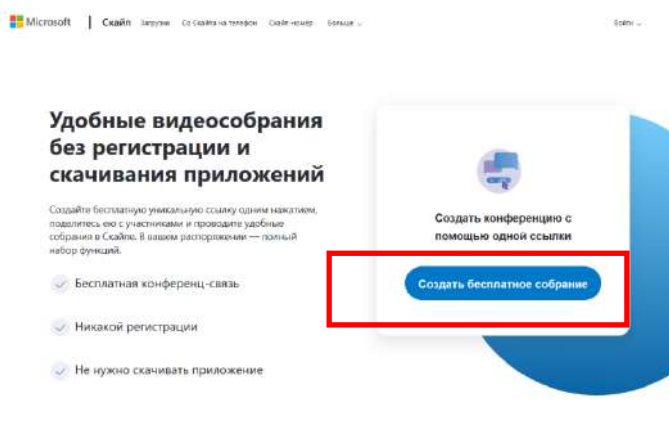 Microsoft | Скайп Загрузки Со Скайпа на телефон Скайп-номер Больше
Войти
Удобные видеособрания
без регистрации и
скачивания приложений
Создайте бесплатную уникальную ссылку одним нажатием,
поделитесь ею с участниками и проводите удобные
собрания в Скайпе. В вашем распоряжении — полный
набор функций.
Бесплатная конференц-связь
Никакой регистрации
Не нужно скачивать приложение
Создать конференцию с
помощью одной ссылки
Создать бесплатное собрание